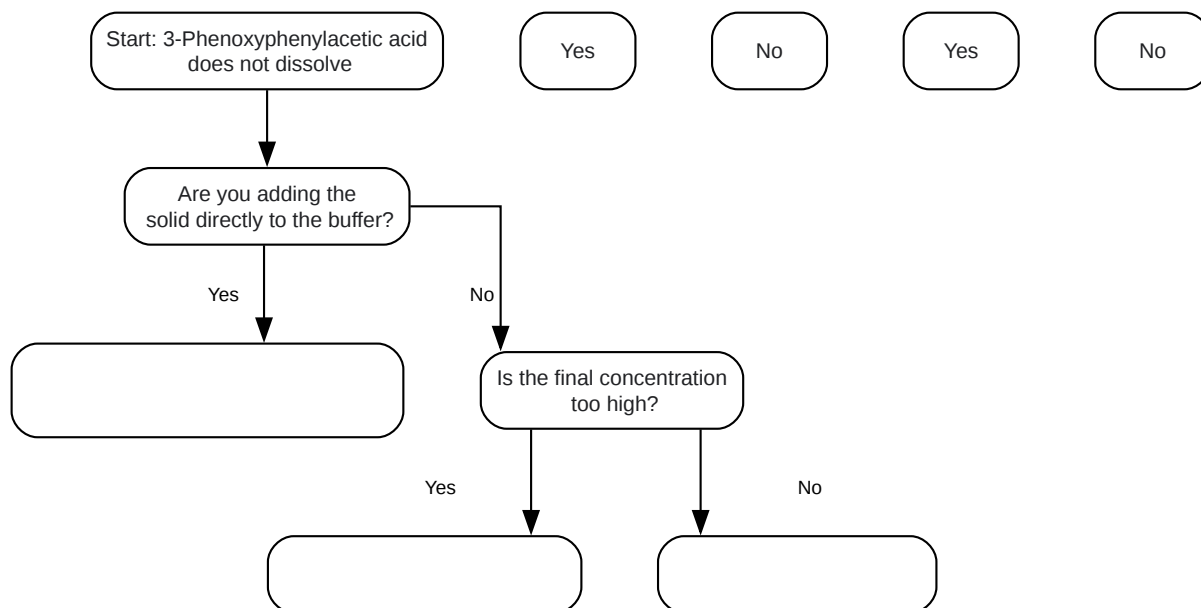 Start: 3-Phenoxyphenylacetic acid
does not dissolve
Yes
No
Yes
No
Are you adding the
solid directly to the buffer?
Yes
No
Is the final concentration
too high?
Yes
No